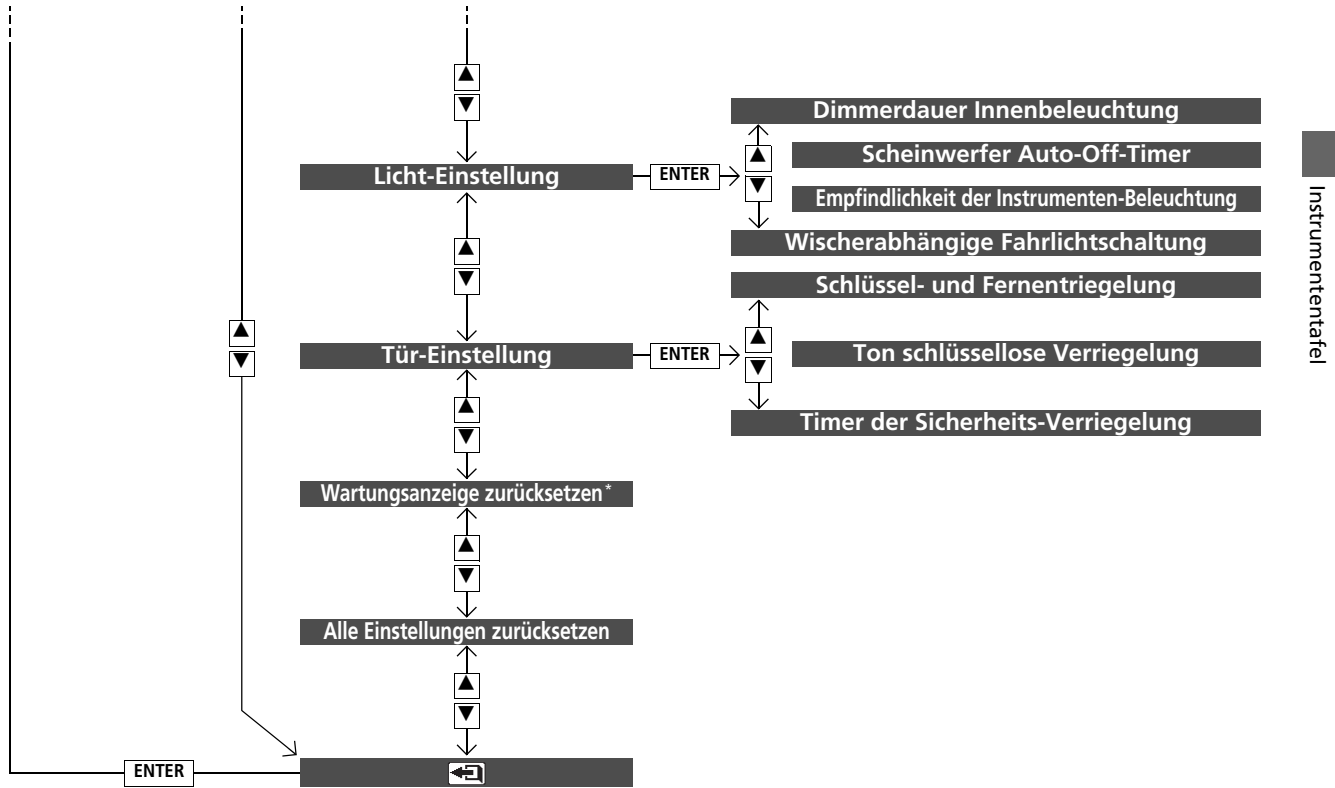 ▲
▼
Licht-Einstellung
ENTER
Dimmerdauer Innenbeleuchtung
▲
▼
Scheinwerfer Auto-Off-Timer
Empfindlichkeit der Instrumenten-Beleuchtung
Wischerabhängige Fahrlichtschaltung
▲
▼
▲
▼
Tür-Einstellung
ENTER
Schlüssel- und Fernentriegelung
▲
▼
Ton schlüssellose Verriegelung
Timer der Sicherheits-Verriegelung
▲
▼
Wartungsanzeige zurücksetzen*
▲
▼
Alle Einstellungen zurücksetzen
▲
▼
ENTER
Instrumententafel